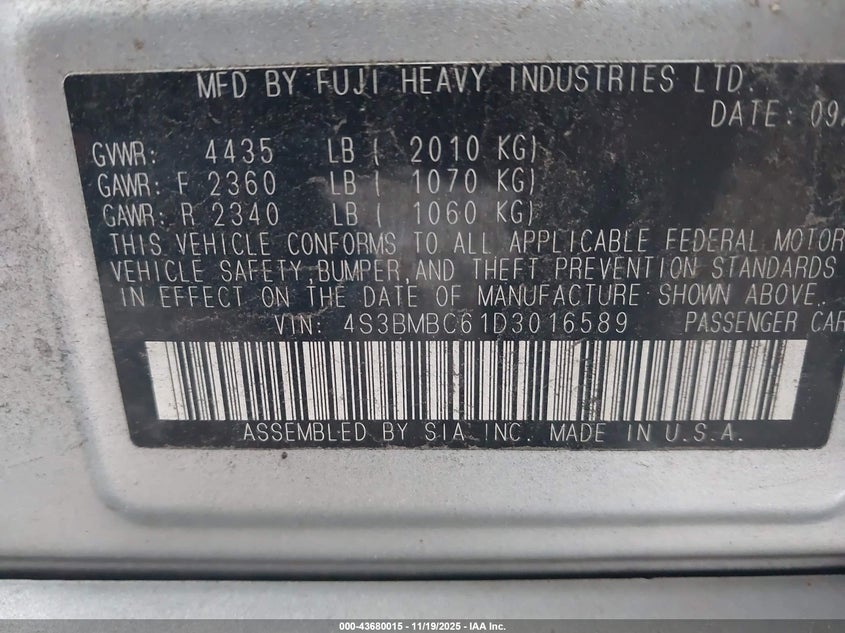 MFD BY FUJI HEAVY INDUSTRIES LTD.
DATE: 09/
GVWR: 4435 LB ( 2010 KG)
GAWR: F 2360 LB ( 1070 KG)
GAWR: R 2340 LB ( 1060 KG)
THIS VEHICLE CONFORMS TO ALL APPLICABLE FEDERAL MOTOR
VEHICLE SAFETY,BUMPER,AND THEFT PREVENTION STANDARDS
IN EFFECT ON THE DATE OF MANUFACTURE SHOWN ABOVE.
VIN: 4S3BMBC61D3016589 PASSENGER CAR
ASSEMBLED BY SIA INC. MADE IN U.S.A.
000-43680015 - 11/19/2025 - IAA Inc.